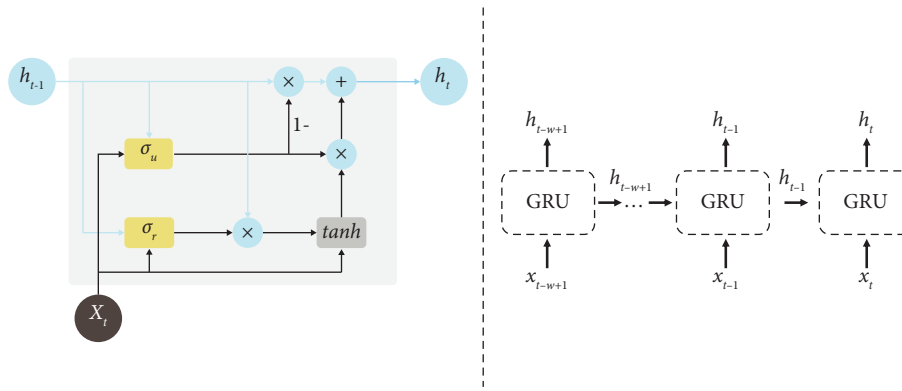 h_{t-1}
×
+
h_t
1-
σ_u
×
σ_r
×
tanh
X_t
h_{t-w+1}
h_{t-1}
h_t
h_{t-w+1}
h_{t-1}
GRU
...
GRU
GRU
x_{t-w+1}
x_{t-1}
x_t